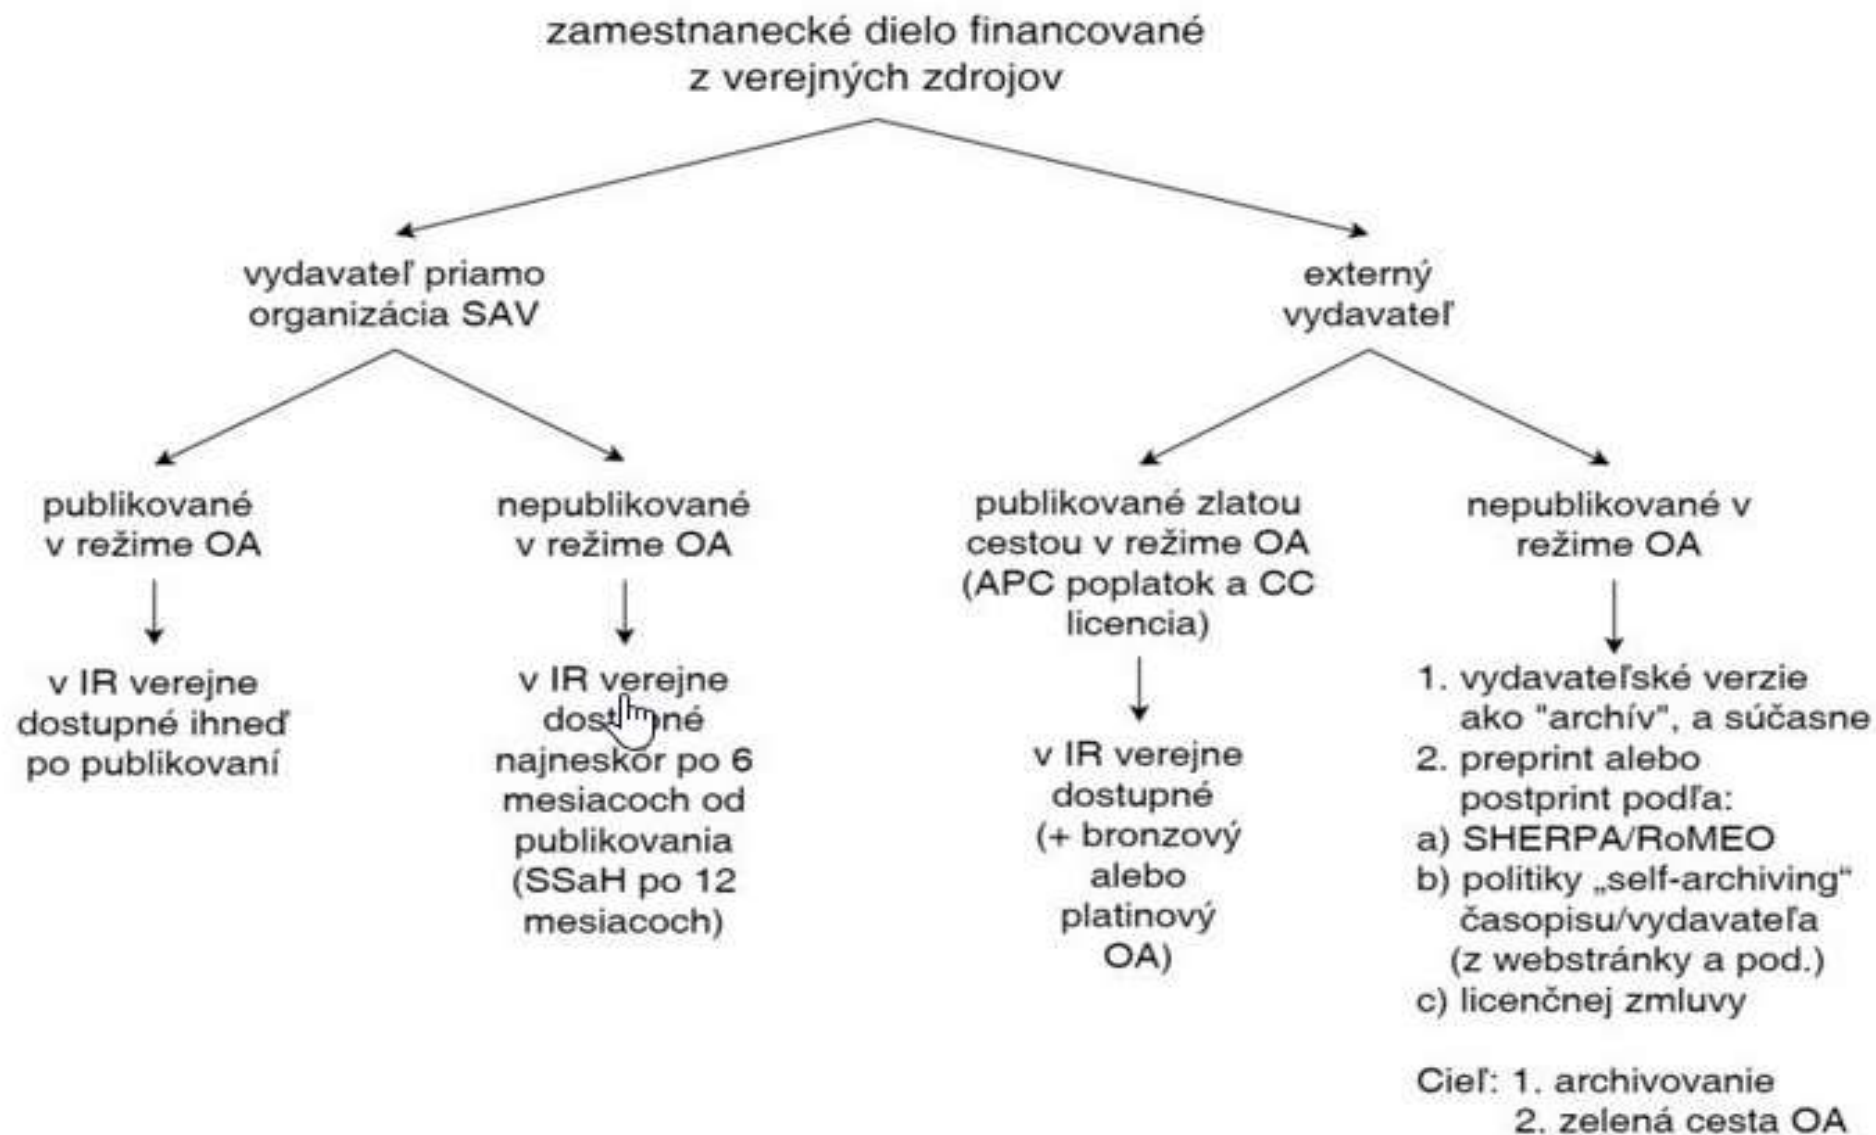 zamestnanecké dielo financované
z verejných zdrojov
vydavateľ priamo
organizácia SAV
externý
vydavateľ
publikované
v režime OA
nepublikované
v režime OA
publikované zlatou
cestou v režime OA
(APC poplatok a CC
licencia)
nepublikované v
režime OA
v IR verejne
dostupné ihneď
po publikovaní
v IR verejne
dostupné
najneskôr po 6
mesiacoch od
publikovania
(SSaH po 12
mesiacoch)
v IR verejne
dostupné
(+ bronzový
alebo
platinový
OA)
1. vydavateľské verzie
ako "archív", a súčasne
2. preprint alebo
postprint podľa:
a) SHERPA/RoMEO
b) politiky „self-archiving“
časopisu/vydavateľa
(z webstránky a pod.)
c) licenčnej zmluvy
Cieľ: 1. archivovanie
2. zelená cesta OA